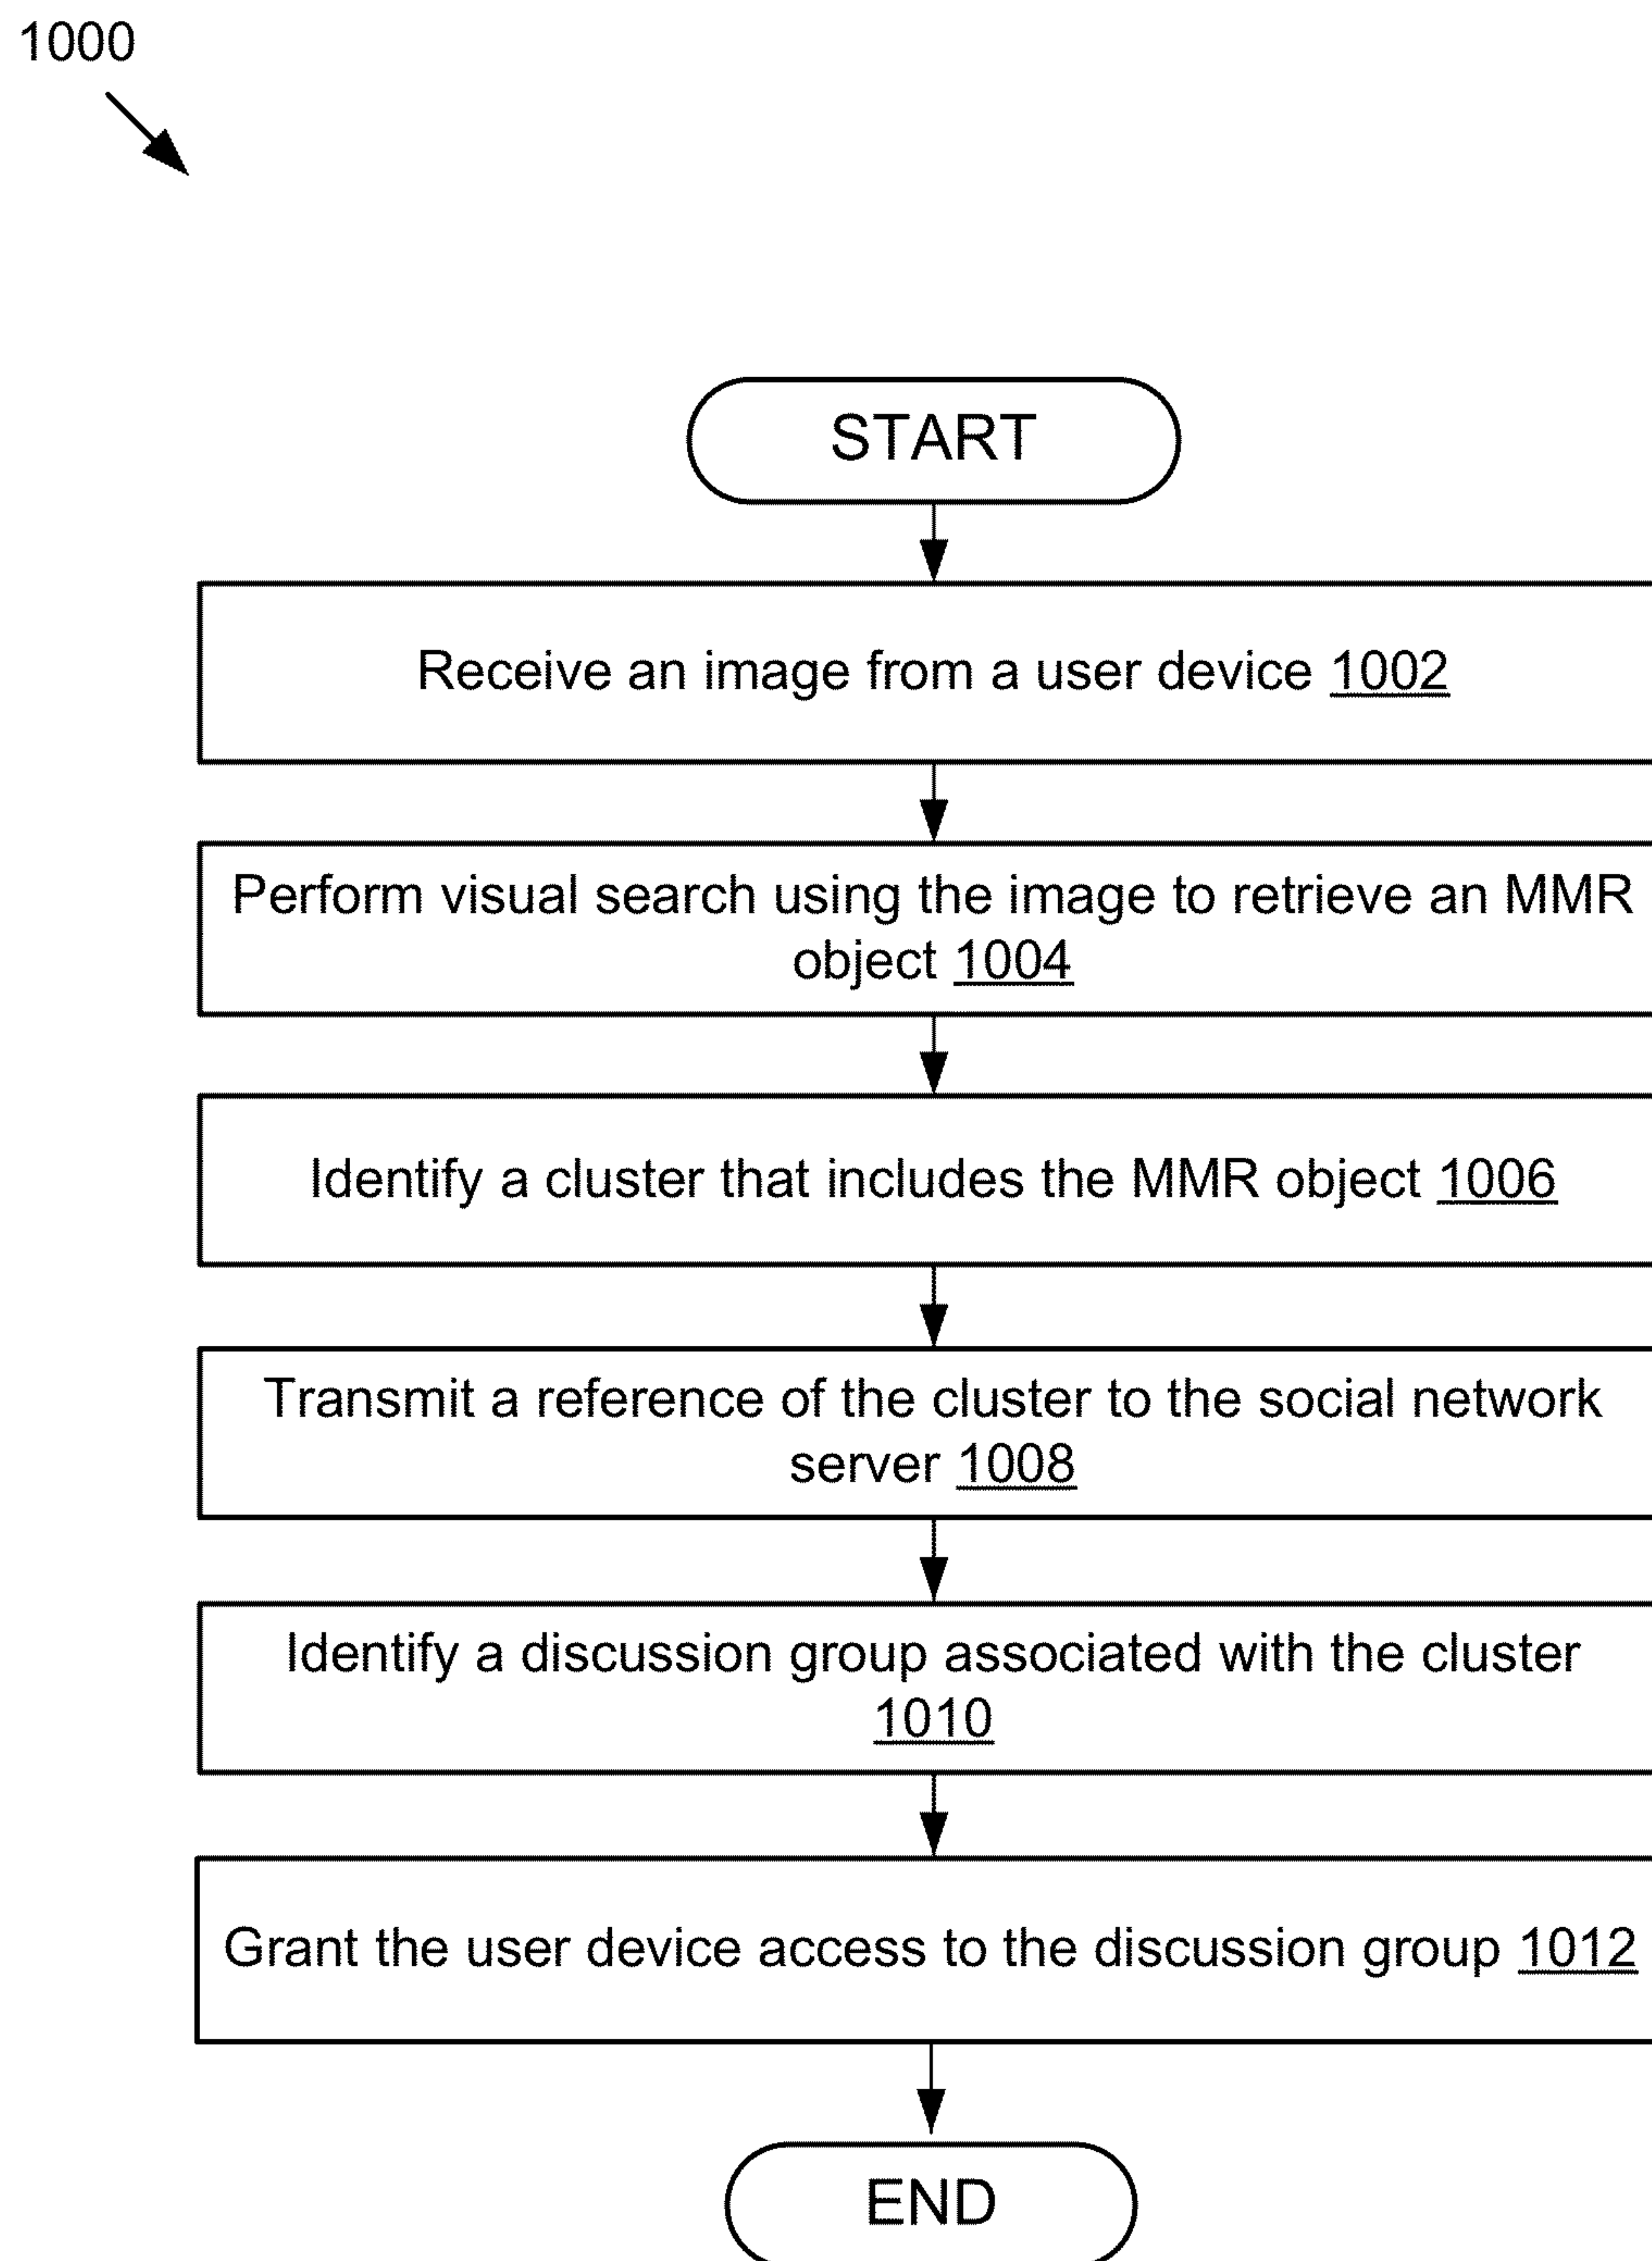 1000
START
Receive an image from a user device 1002
Perform visual search using the image to retrieve an MMR
object 1004
Identify a cluster that includes the MMR object 1006
Transmit a reference of the cluster to the social network
server 1008
Identify a discussion group associated with the cluster
1010
Grant the user device access to the discussion group 1012
END